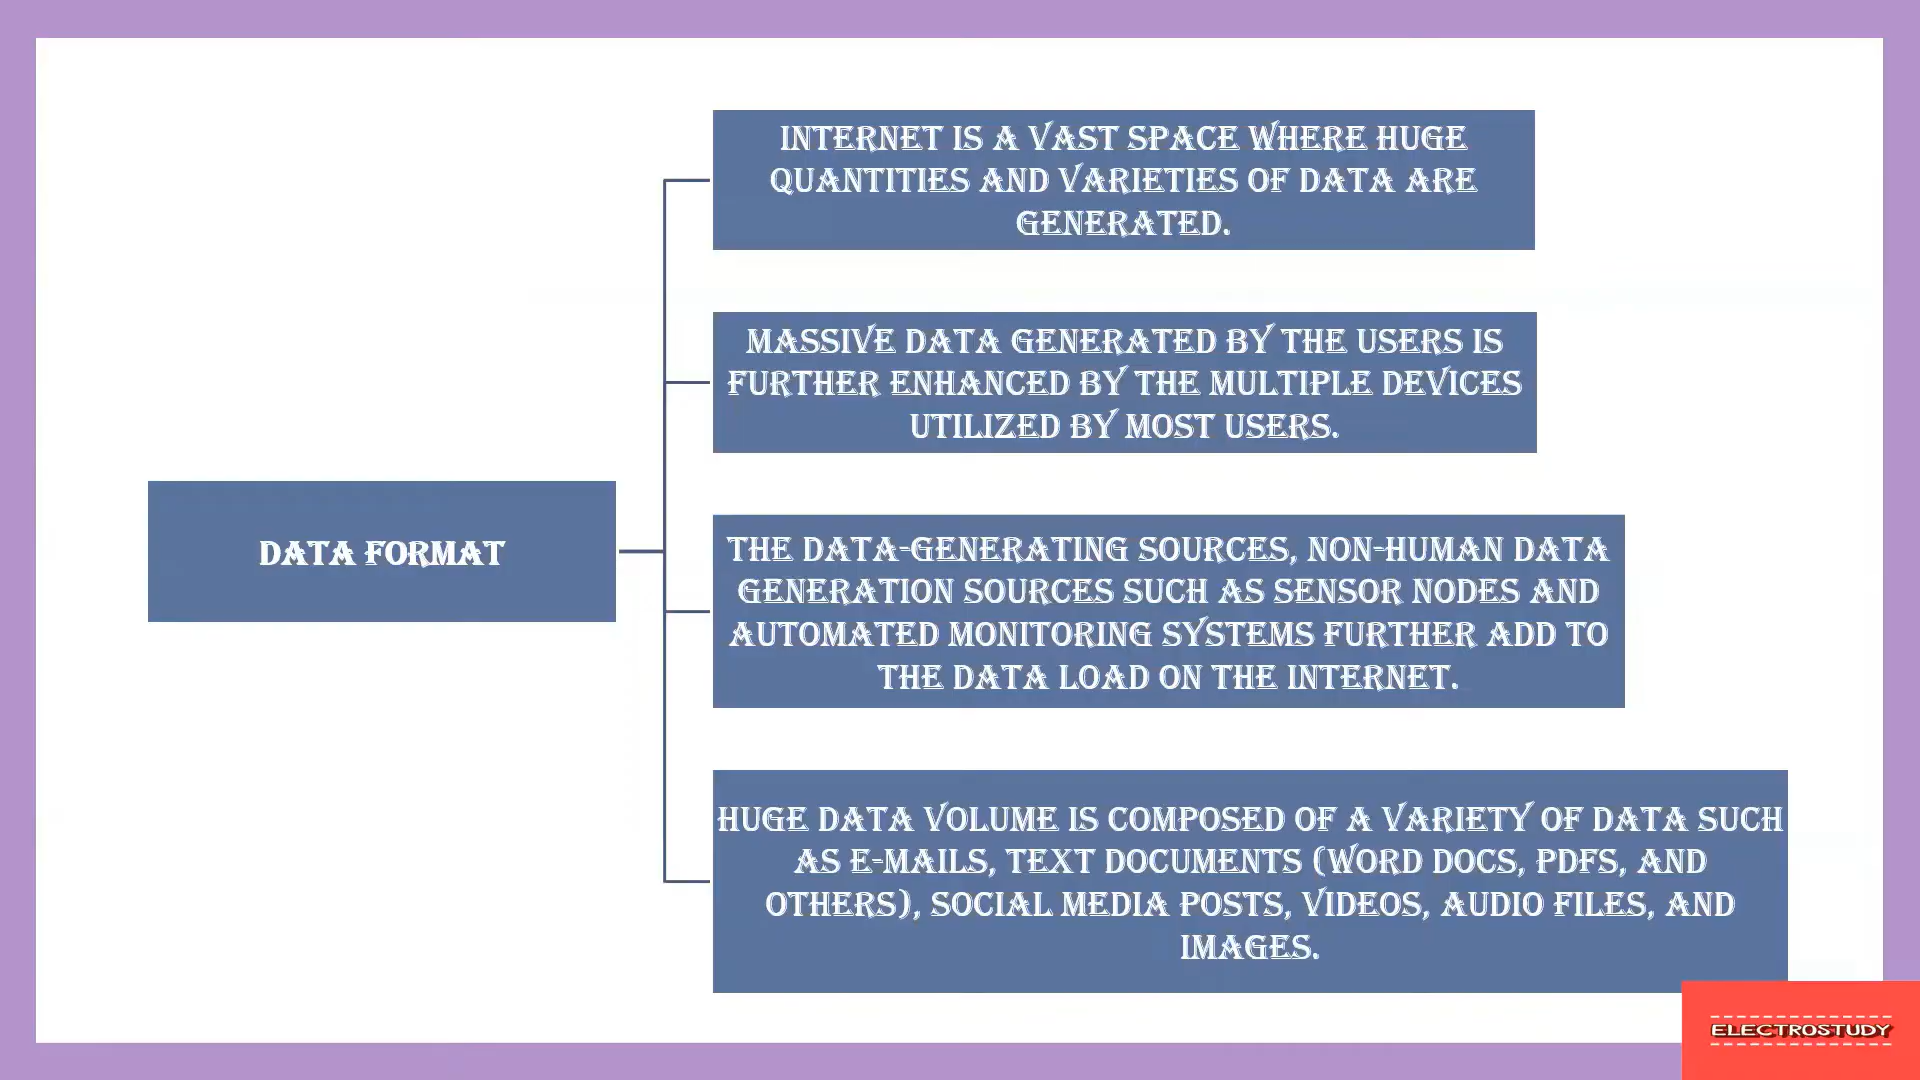 INTERNET IS A VAST SPACE WHERE HUGE
QUANTITIES AND VARIETIES OF DATA ARE
GENERATED.
MASSIVE DATA GENERATED BY THE USERS IS
FURTHER ENHANCED BY THE MULTIPLE DEVICES
UTILIZED BY MOST USERS.
DATA FORMAT
THE DATA-GENERATING SOURCES, NON-HUMAN DATA
GENERATION SOURCES SUCH AS SENSOR NODES AND
AUTOMATED MONITORING SYSTEMS FURTHER ADD TO
THE DATA LOAD ON THE INTERNET.
HUGE DATA VOLUME IS COMPOSED OF A VARIETY OF DATA SUCH
AS E-MAILS, TEXT DOCUMENTS (WORD DOCS, PDFS, AND
OTHERS), SOCIAL MEDIA POSTS, VIDEOS, AUDIO FILES, AND
IMAGES.
ELECTROSTUDY